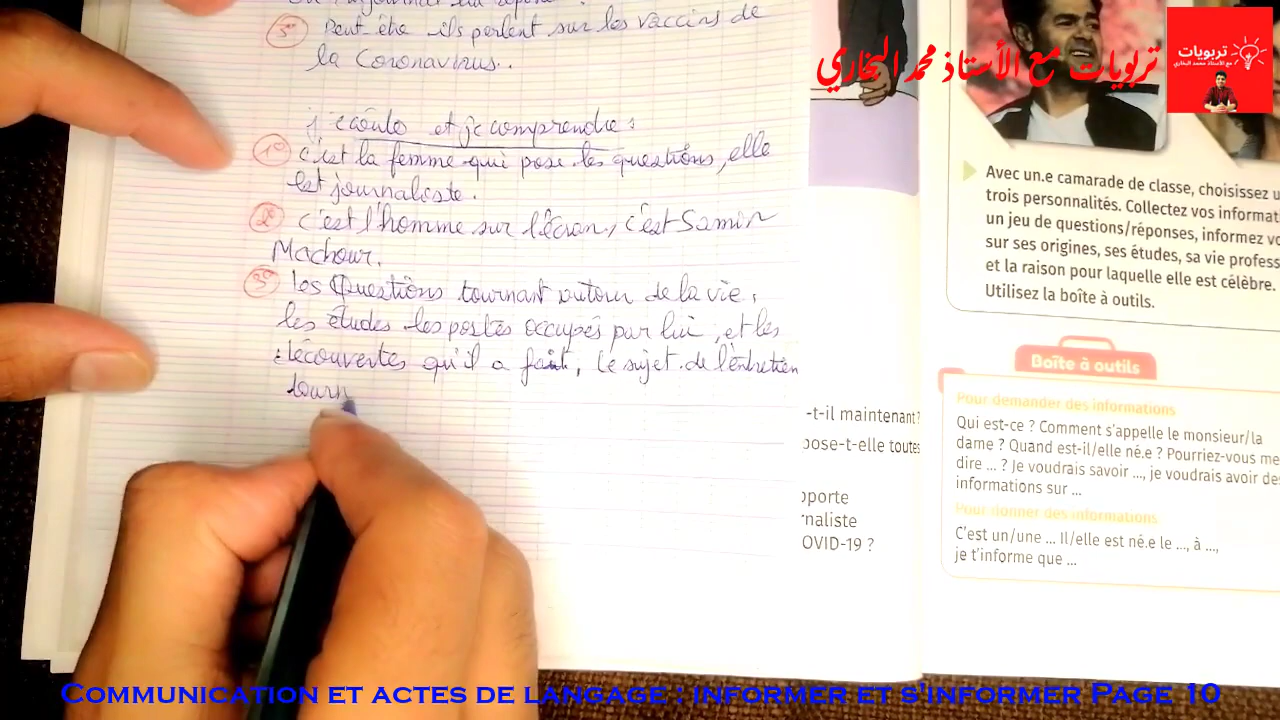 3° Peut être ils parlent sur les vaccins de
la Coronavirus..
j'écoute et je comprends :
1° c'est la femme qui pose les questions, elle
est journaliste.
2° c'est l'homme sur l'écran, c'est Samir
Machour.
3° les Questions tournant autour de la vie,
les études les postes occupés par lui, et les
découvertes qu'il a fait, le sujet de l'entretien
tourn
-t-il maintenant?
pose-t-elle toutes
pporte
rnaliste
OVID-19 ?
تربويات مع الأستاذ محمد البخاري
تربويات
مع الأستاذ محمد البخاري
Avec un.e camarade de classe, choisissez u
trois personnalités. Collectez vos informat
un jeu de questions/réponses, informez vo
sur ses origines, ses études, sa vie profess
et la raison pour laquelle elle est célèbre.
Utilisez la boîte à outils.
Boîte à outils
Pour demander des informations
Qui est-ce ? Comment s'appelle le monsieur/la
dame ? Quand est-il/elle né.e ? Pourriez-vous me
dire ... ? Je voudrais savoir ..., je voudrais avoir des
informations sur ...
Pour donner des informations
C'est un/une ... Il/elle est né.e le ..., à ...,
je t'informe que ...
Communication et actes de langage : informer et s'informer Page 10